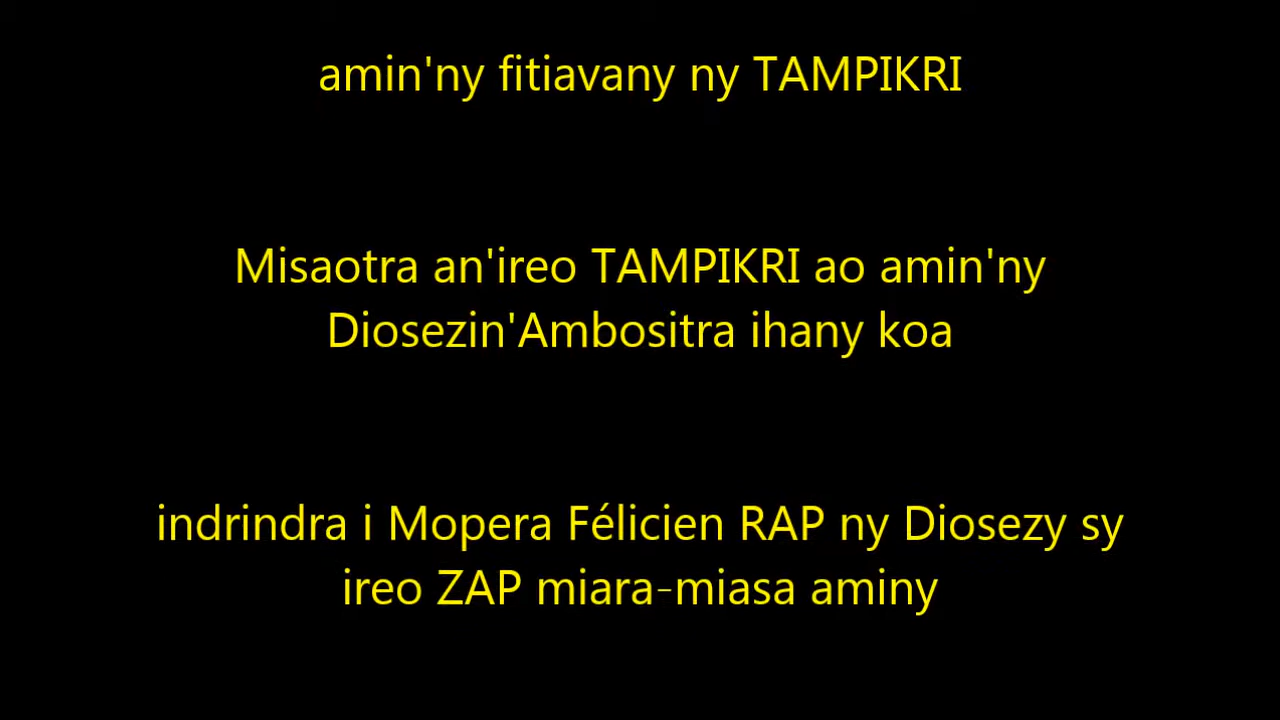 amin'ny fitiavany ny TAMPIKRI
Misaotra an'ireo TAMPIKRI ao amin'ny
Diosezin'Ambositra ihany koa
indrindra i Mopera Félicien RAP ny Diosezy sy
ireo ZAP miara-miasa aminy